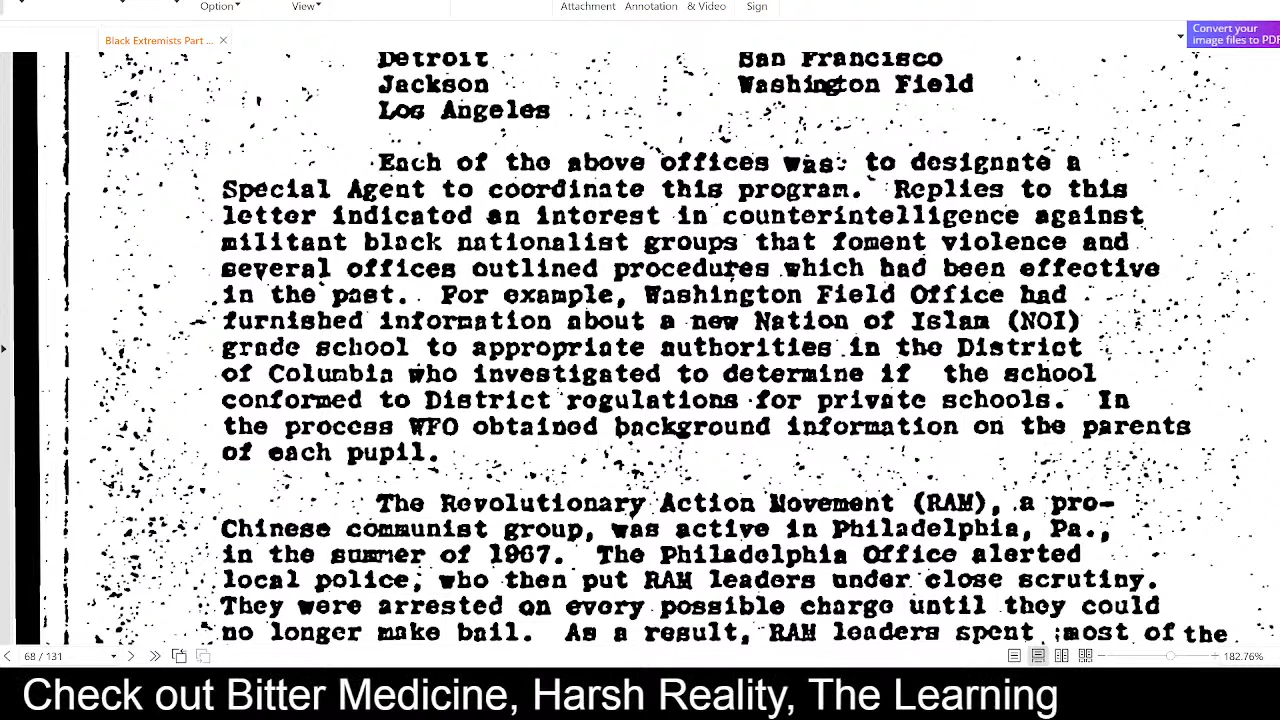 Option View Attachment Annotation & Video Sign
Convert your
image files to PDF
Black Extremists Part ...
Detroit San Francisco
Jackson Washington Field
Los Angeles
Each of the above offices was to designate a
Special Agent to coordinate this program. Replies to this
letter indicated an interest in counterintelligence against
militant black nationalist groups that foment violence and
several offices outlined procedures which had been effective
in the past. For example, Washington Field Office had
furnished information about a new Nation of Islam (NOI)
grade school to appropriate authorities in the District
of Columbia who investigated to determine if the school
conformed to District regulations for private schools. In
the process WFO obtained background information on the parents
of each pupil.
The Revolutionary Action Movement (RAM), a pro-
Chinese communist group, was active in Philadelphia, Pa.,
in the summer of 1967. The Philadelphia Office alerted
local police, who then put RAM leaders under close scrutiny.
They were arrested on every possible charge until they could
no longer make bail. As a result, RAM leaders spent most of the
68 / 131 182.76%
Check out Bitter Medicine, Harsh Reality, The Learning